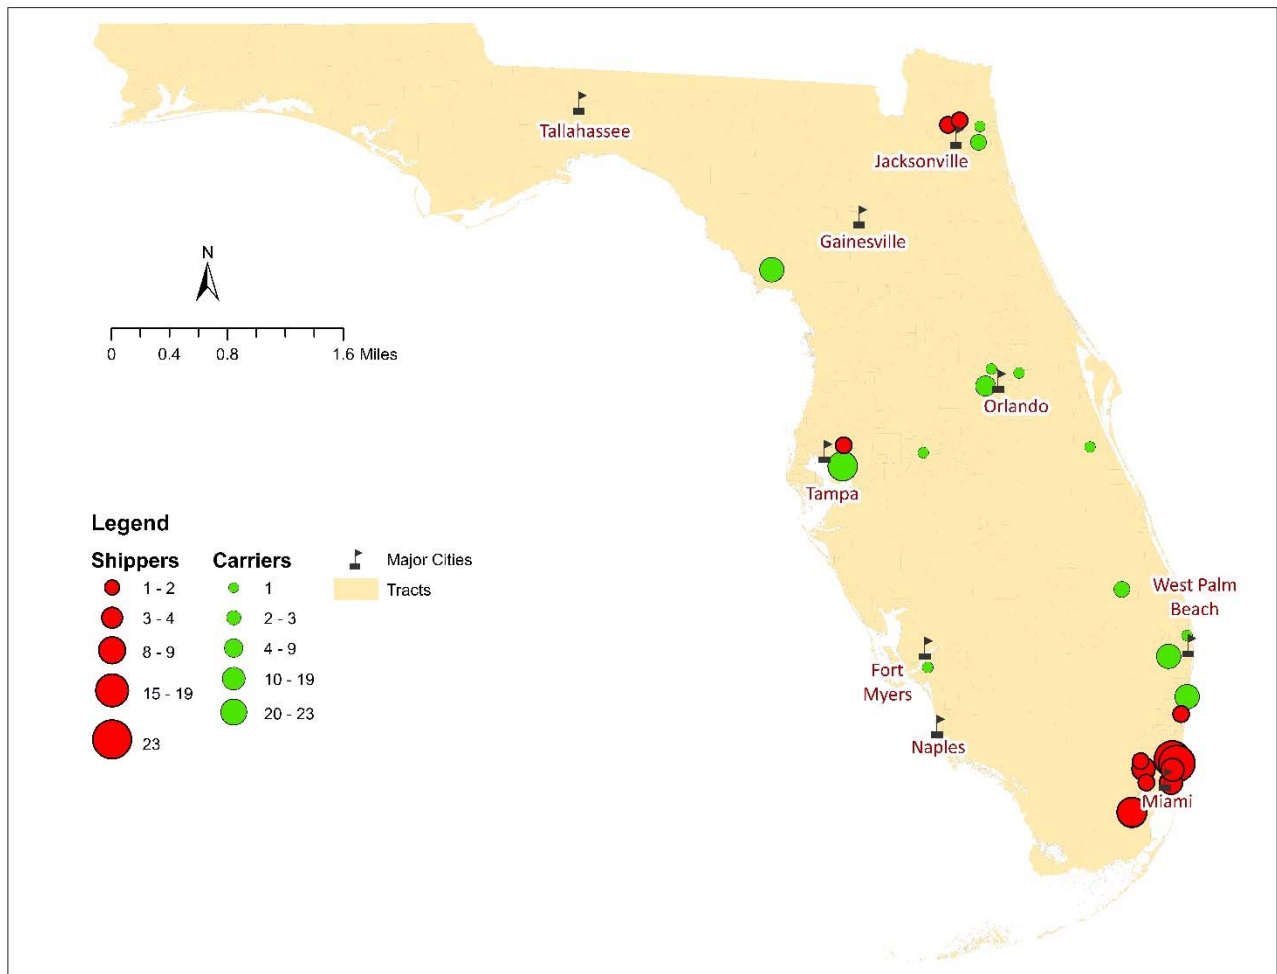 Tallahassee
Jacksonville
Gainesville
N
0 0.4 0.8 1.6 Miles
Orlando
Tampa
Legend
Shippers Carriers
1 - 2
3 - 4
8 - 9
15 - 19
23
1
2 - 3
4 - 9
10 - 19
20 - 23
Major Cities
Tracts
West Palm
Beach
Fort
Myers
Naples
Miami